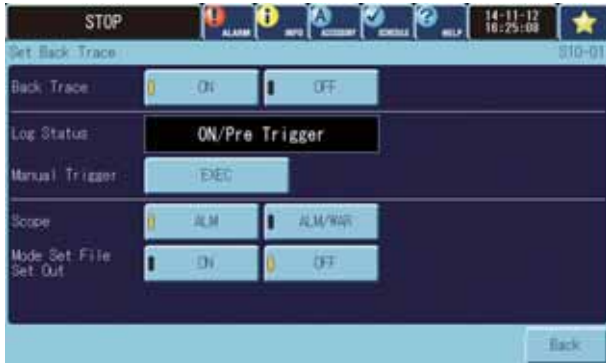 STOP
ALARM
INFO
ACCESSORY
SCHEDULE
HELP
14-11-12
16:25:08
Set Back Trace
S10-01
Back Trace ON OFF
Log Status ON/Pre Trigger
Manual Trigger EXEC
Scope ALM ALM/WAR
Mode Set File
Set Out
ON OFF
Back